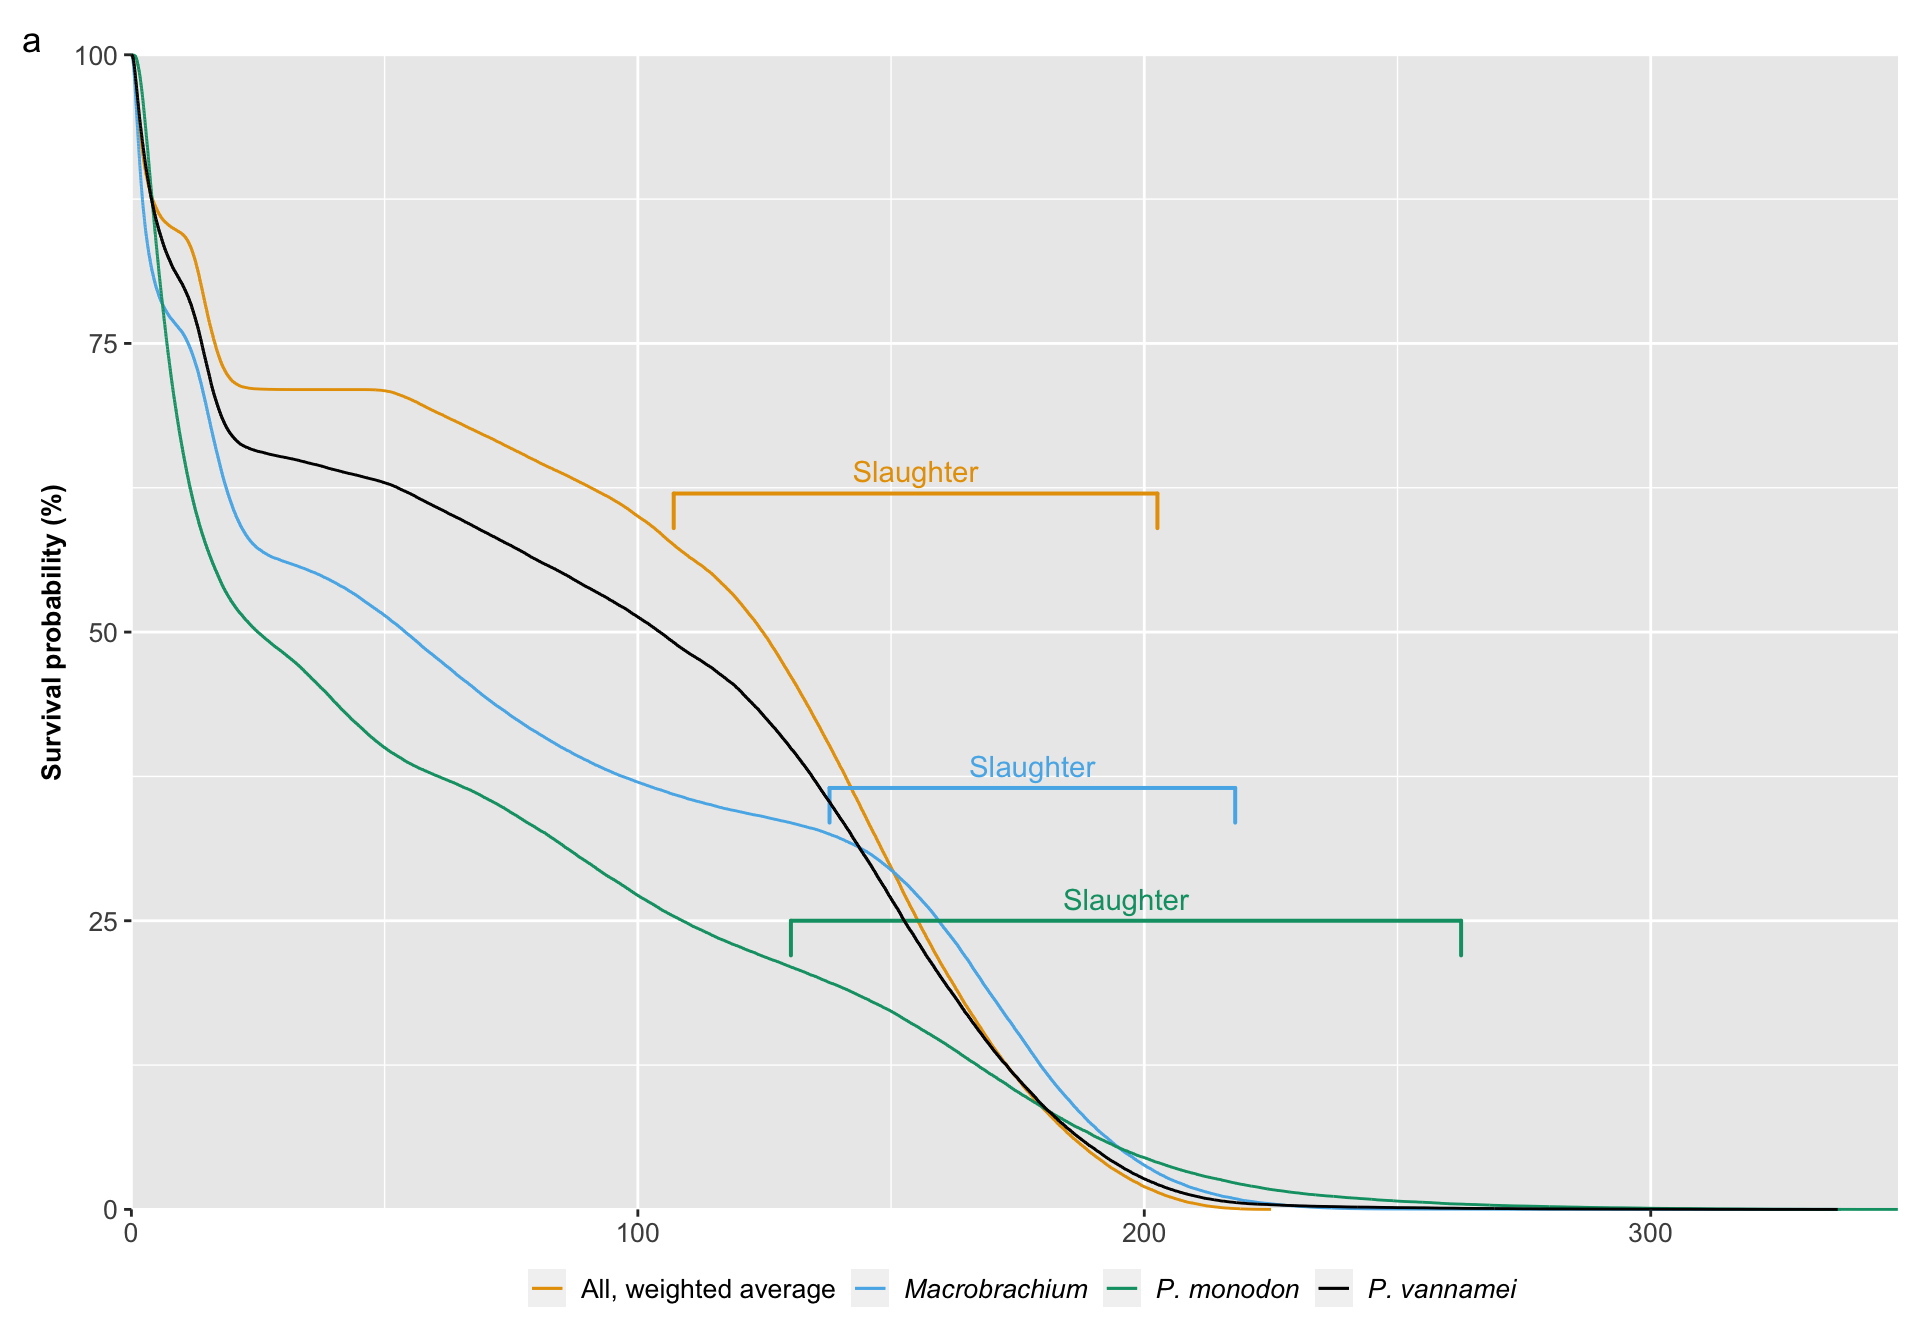 a
100
75
50
25
0
Survival probability (%)
Slaughter
Slaughter
Slaughter
0 100 200 300
All, weighted average Macrobrachium P. monodon P. vannamei